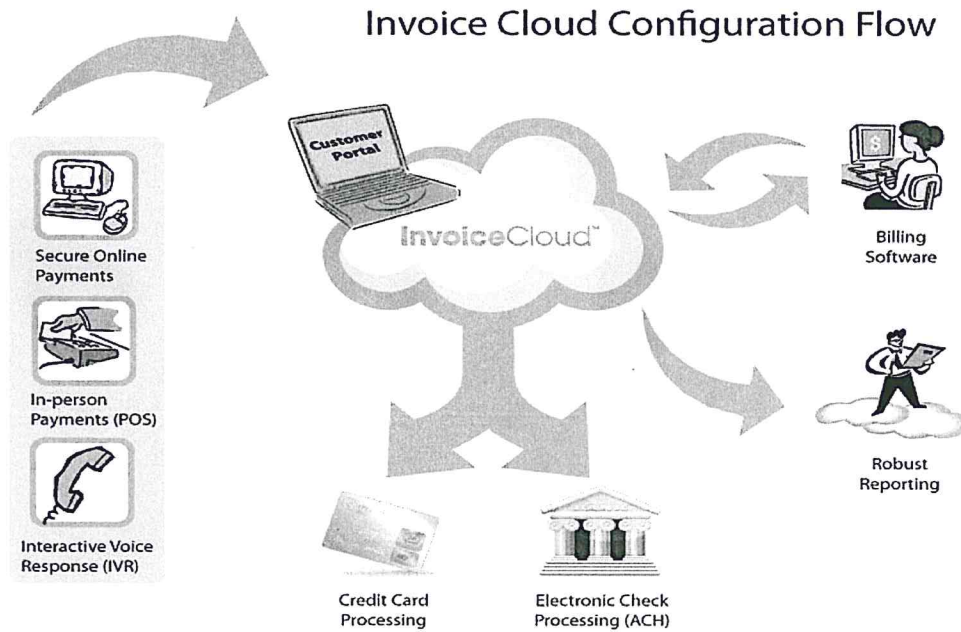 Invoice Cloud Configuration Flow
Customer
Portal
InvoiceCloud™
Secure Online
Payments
In-person
Payments (POS)
Interactive Voice
Response (IVR)
$
Billing
Software
Robust
Reporting
Credit Card
Processing
Electronic Check
Processing (ACH)